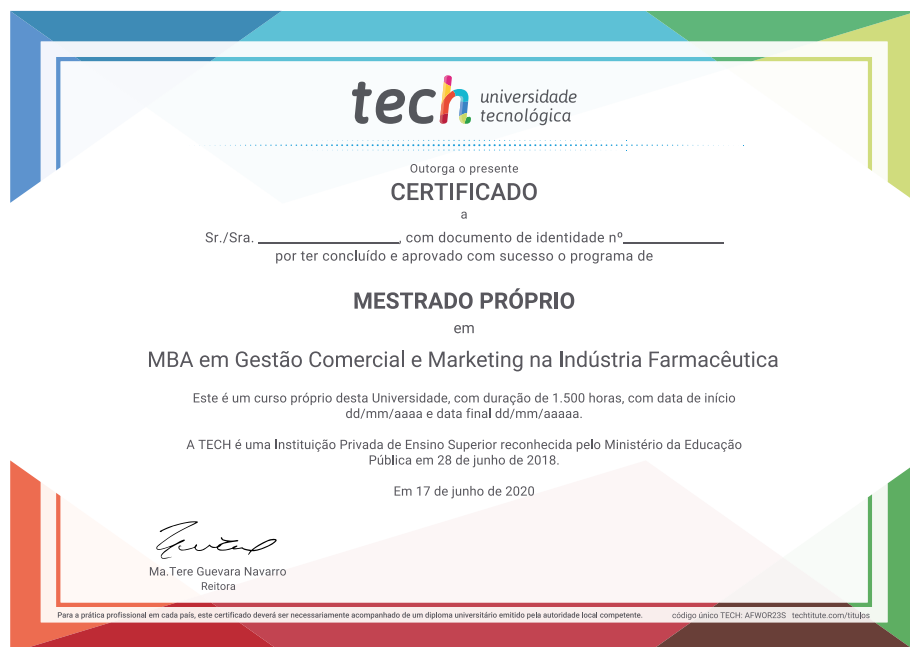 tech universidade
tecnológica
Outorga o presente
CERTIFICADO
a
Sr./Sra. ____________________, com documento de identidade nº______________
por ter concluído e aprovado com sucesso o programa de
MESTRADO PRÓPRIO
em
MBA em Gestão Comercial e Marketing na Indústria Farmacêutica
Este é um curso próprio desta Universidade, com duração de 1.500 horas, com data de início
dd/mm/aaaa e data final dd/mm/aaaaa.
A TECH é uma Instituição Privada de Ensino Superior reconhecida pelo Ministério da Educação
Pública em 28 de junho de 2018.
Em 17 de junho de 2020
Ma.Tere Guevara Navarro
Reitora
Para a prática profissional em cada país, este certificado deverá ser necessariamente acompanhado de um diploma universitário emitido pela autoridade local competente. código único TECH: AFWOR23S techtitute.com/titulos